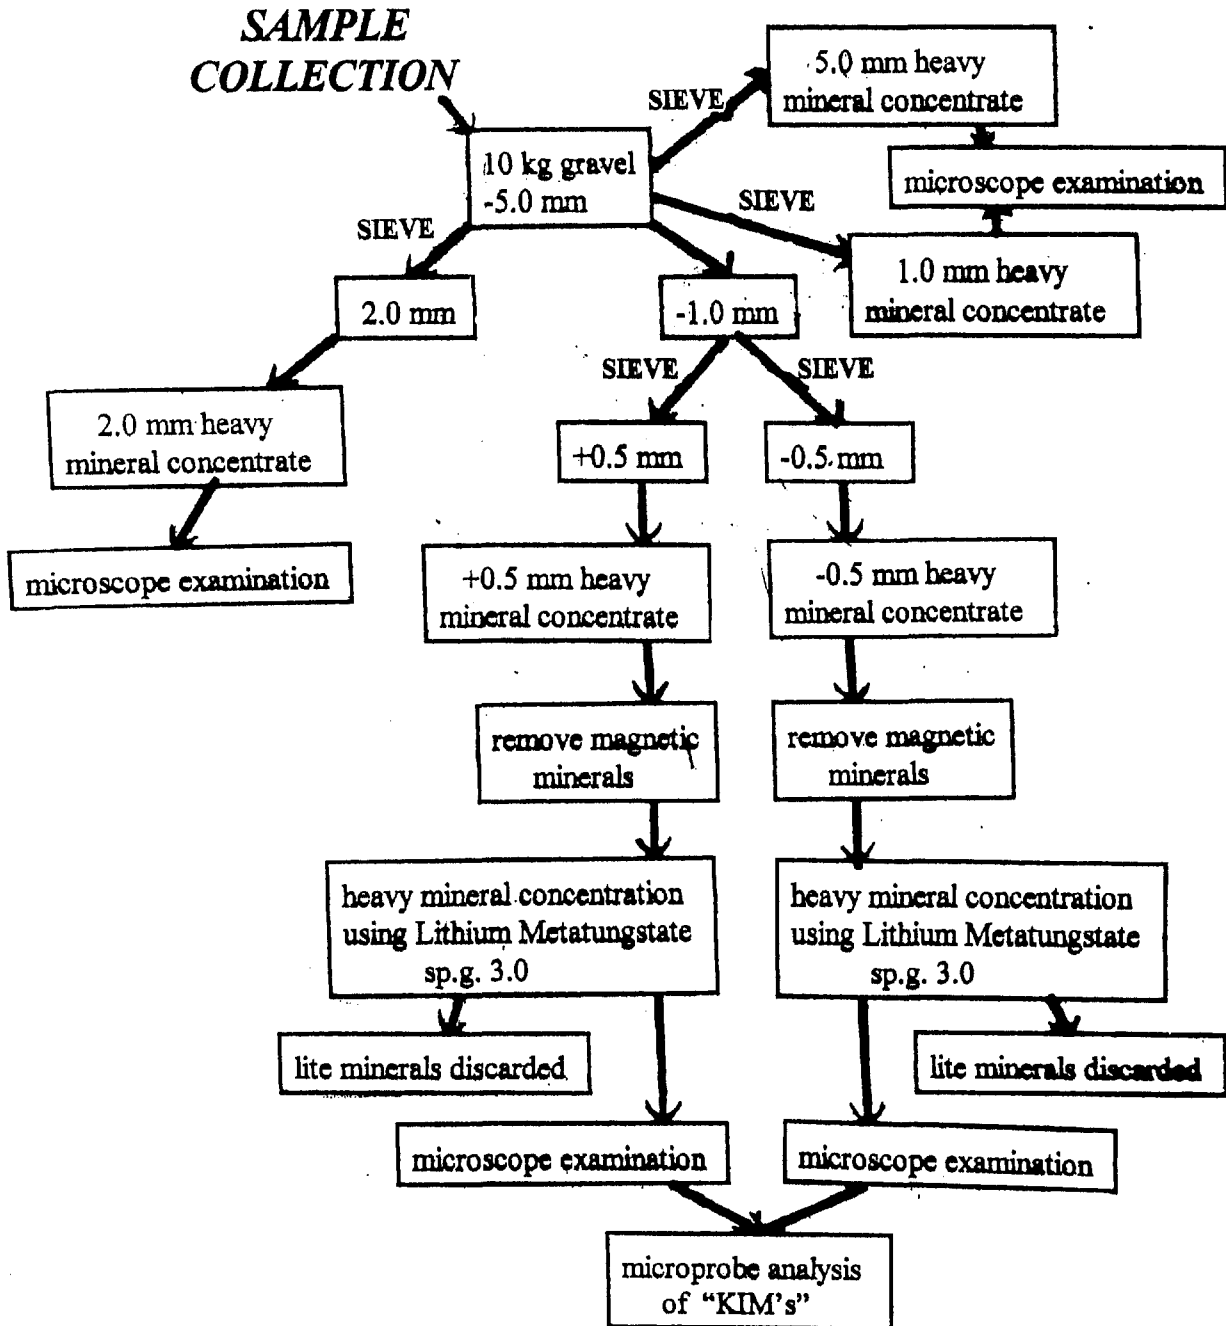 SAMPLE
COLLECTION
10 kg gravel
-5.0 mm
SIEVE
5.0 mm heavy
mineral concentrate
microscope examination
SIEVE
1.0 mm heavy
mineral concentrate
SIEVE
2.0 mm
2.0 mm heavy
mineral concentrate
microscope examination
-1.0 mm
SIEVE
SIEVE
+0.5 mm
-0.5 mm
+0.5 mm heavy
mineral concentrate
-0.5 mm heavy
mineral concentrate
remove magnetic
minerals
remove magnetic
minerals
heavy mineral concentration
using Lithium Metatungstate
sp.g. 3.0
heavy mineral concentration
using Lithium Metatungstate
sp.g. 3.0
lite minerals discarded
lite minerals discarded
microscope examination
microscope examination
microprobe analysis
of "KIM's"